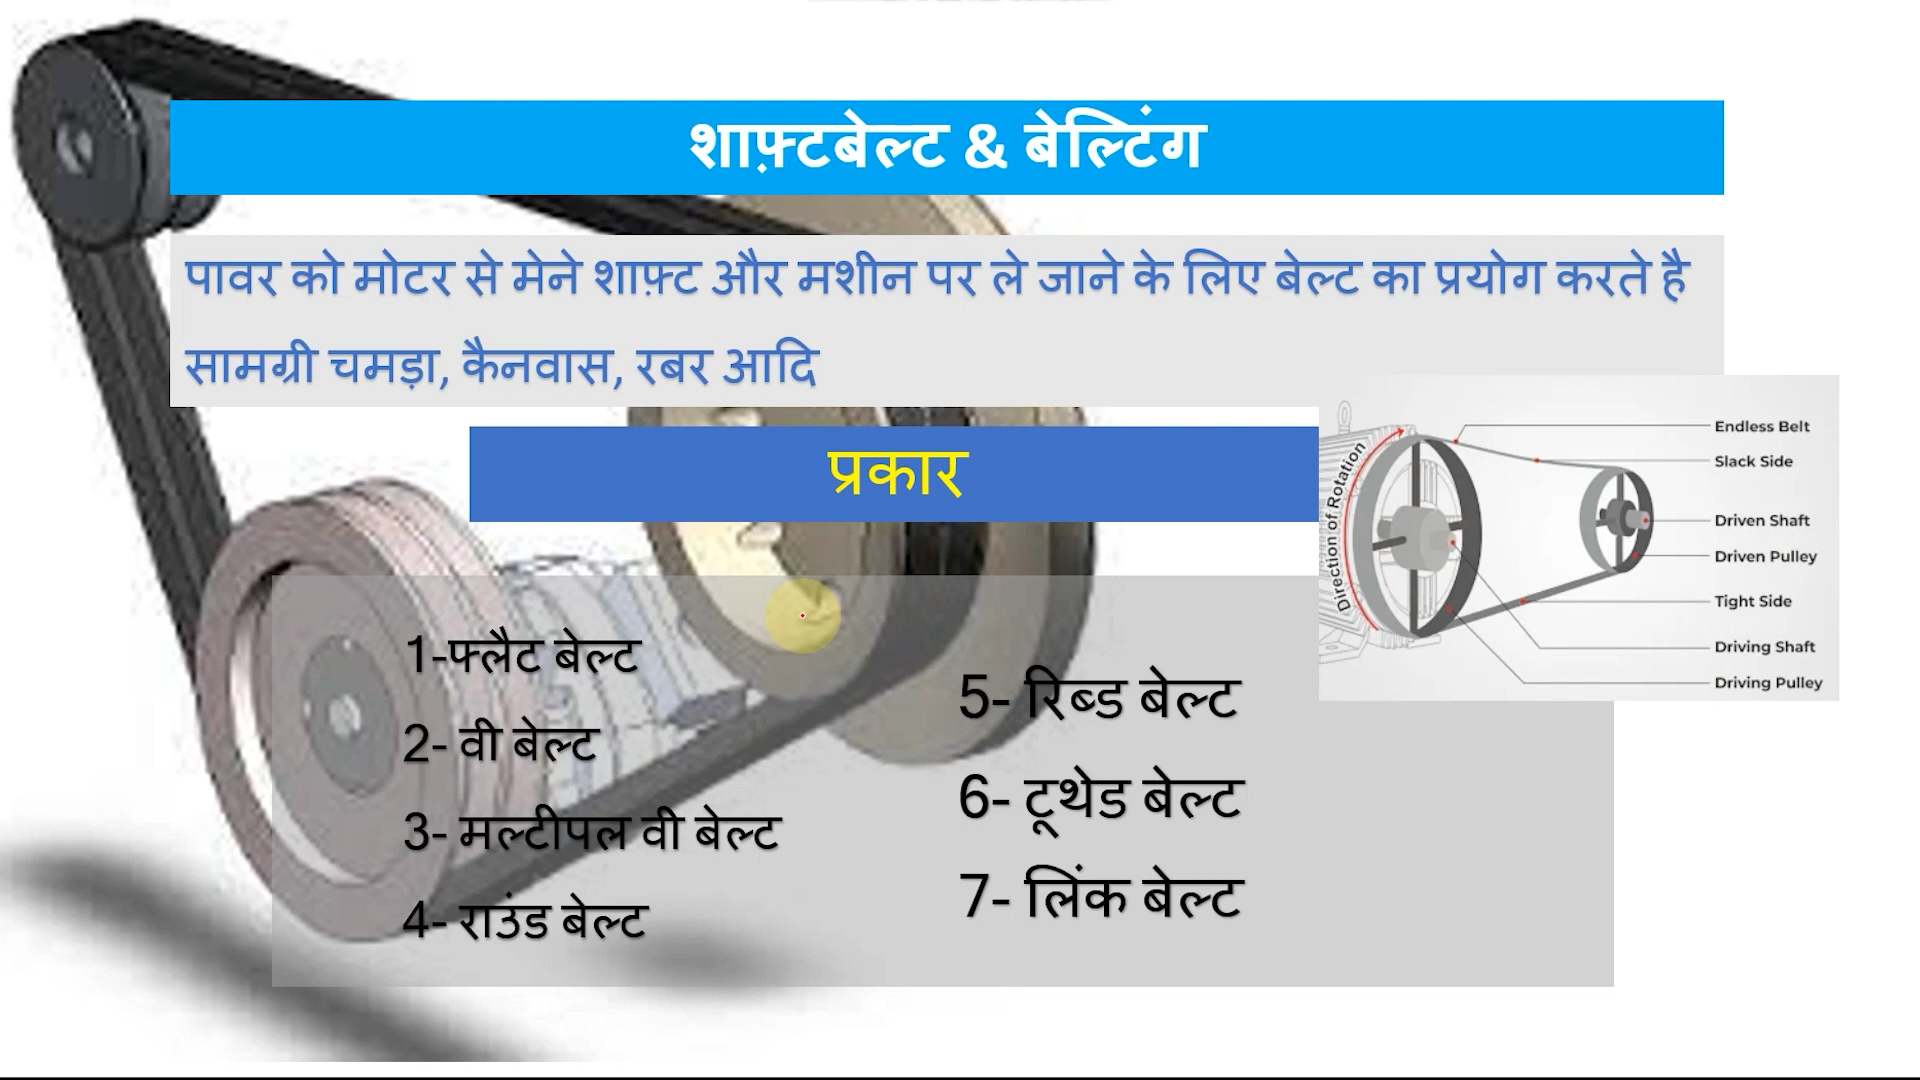 शाफ़्टबेल्ट & बेल्टिंग
पावर को मोटर से मेने शाफ़्ट और मशीन पर ले जाने के लिए बेल्ट का प्रयोग करते है
सामग्री चमड़ा, कैनवास, रबर आदि
प्रकार
1-फ्लैट बेल्ट
2- वी बेल्ट
3- मल्टीपल वी बेल्ट
4- राउंड बेल्ट
5- रिब्ड बेल्ट
6- टूथेड बेल्ट
7- लिंक बेल्ट
Direction of Rotation
Endless Belt
Slack Side
Driven Shaft
Driven Pulley
Tight Side
Driving Shaft
Driving Pulley